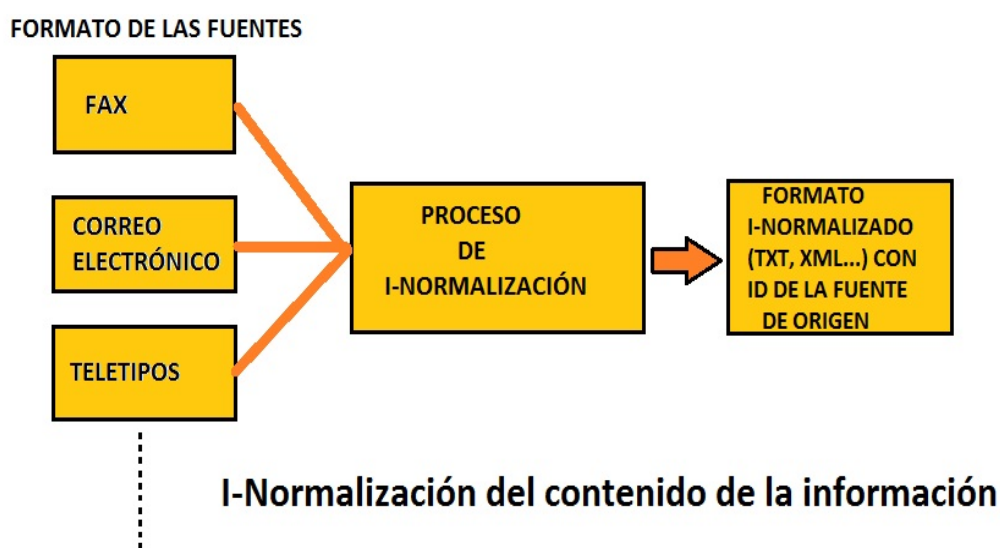 FORMATO DE LAS FUENTES
FAX
CORREO
ELECTRÓNICO
TELETIPOS
PROCESO
DE
I-NORMALIZACIÓN
FORMATO
I-NORMALIZADO
(TXT, XML...) CON
ID DE LA FUENTE
DE ORIGEN
I-Normalización del contenido de la información